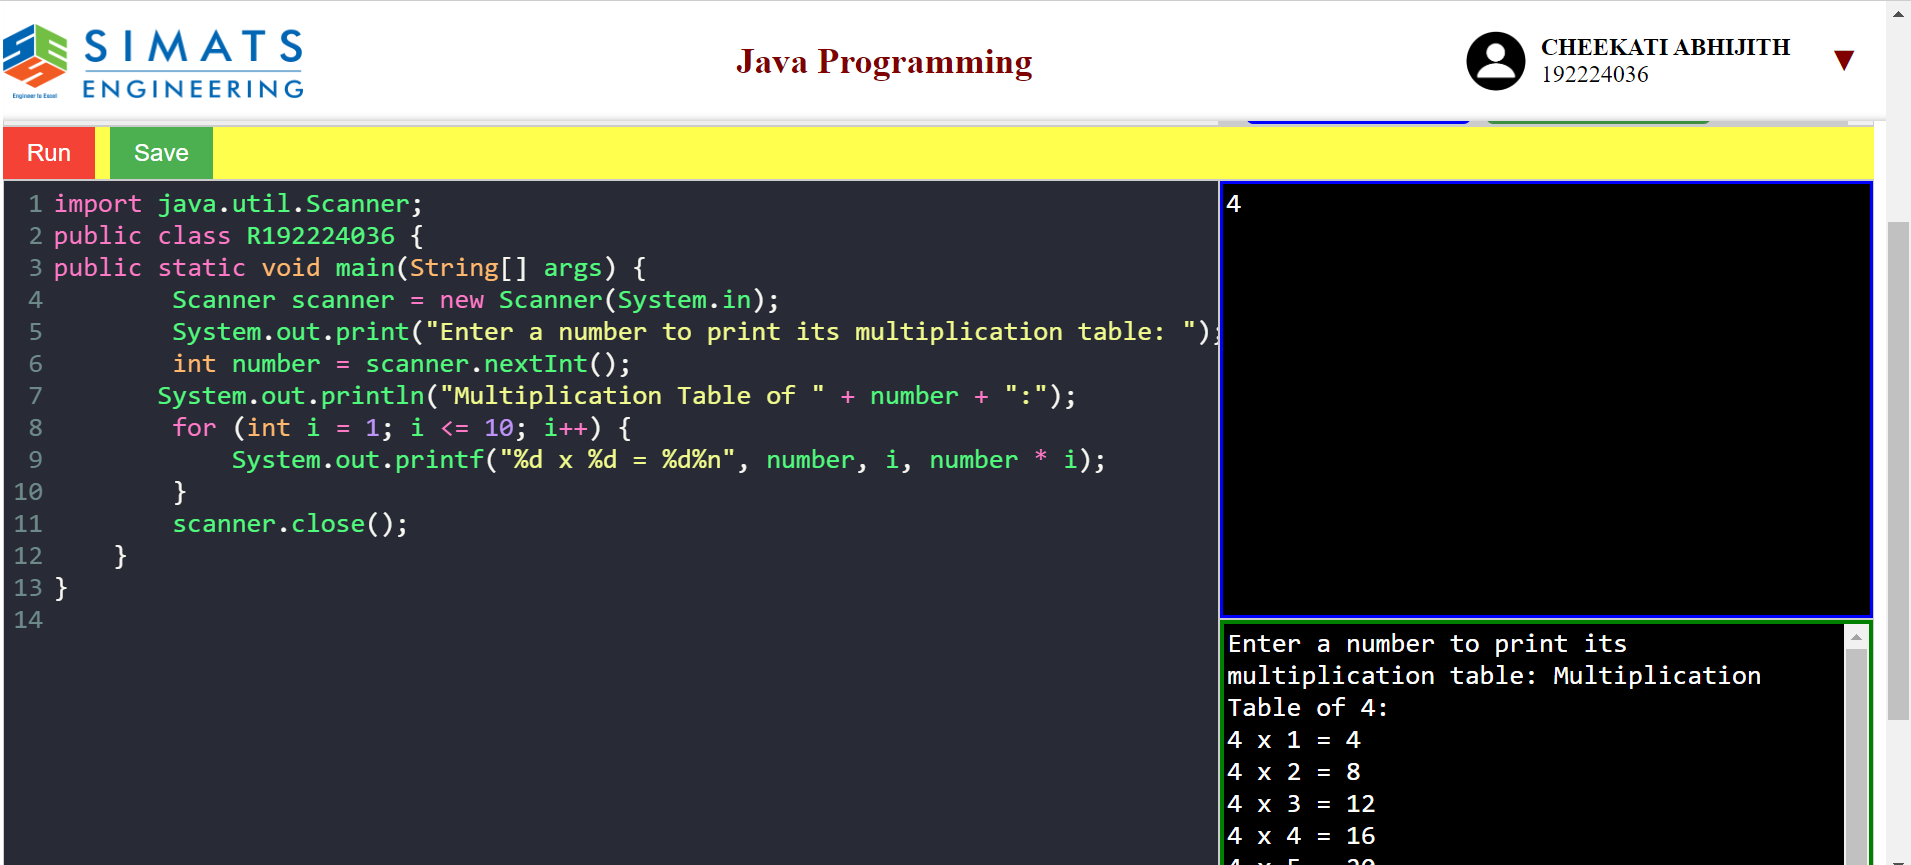 SIMATS
ENGINEERING
Engineer to Excel
Java Programming
CHEEKATI ABHIJITH
192224036
▼
Run
Save
1 import java.util.Scanner;
2 public class R192224036 {
3 public static void main(String[] args) {
4         Scanner scanner = new Scanner(System.in);
5         System.out.print("Enter a number to print its multiplication table: ");
6         int number = scanner.nextInt();
7        System.out.println("Multiplication Table of " + number + ":");
8         for (int i = 1; i <= 10; i++) {
9             System.out.printf("%d x %d = %d%n", number, i, number * i);
10         }
11         scanner.close();
12     }
13 }
14
4
Enter a number to print its
multiplication table: Multiplication
Table of 4:
4 x 1 = 4
4 x 2 = 8
4 x 3 = 12
4 x 4 = 16
4 x 5 = 20